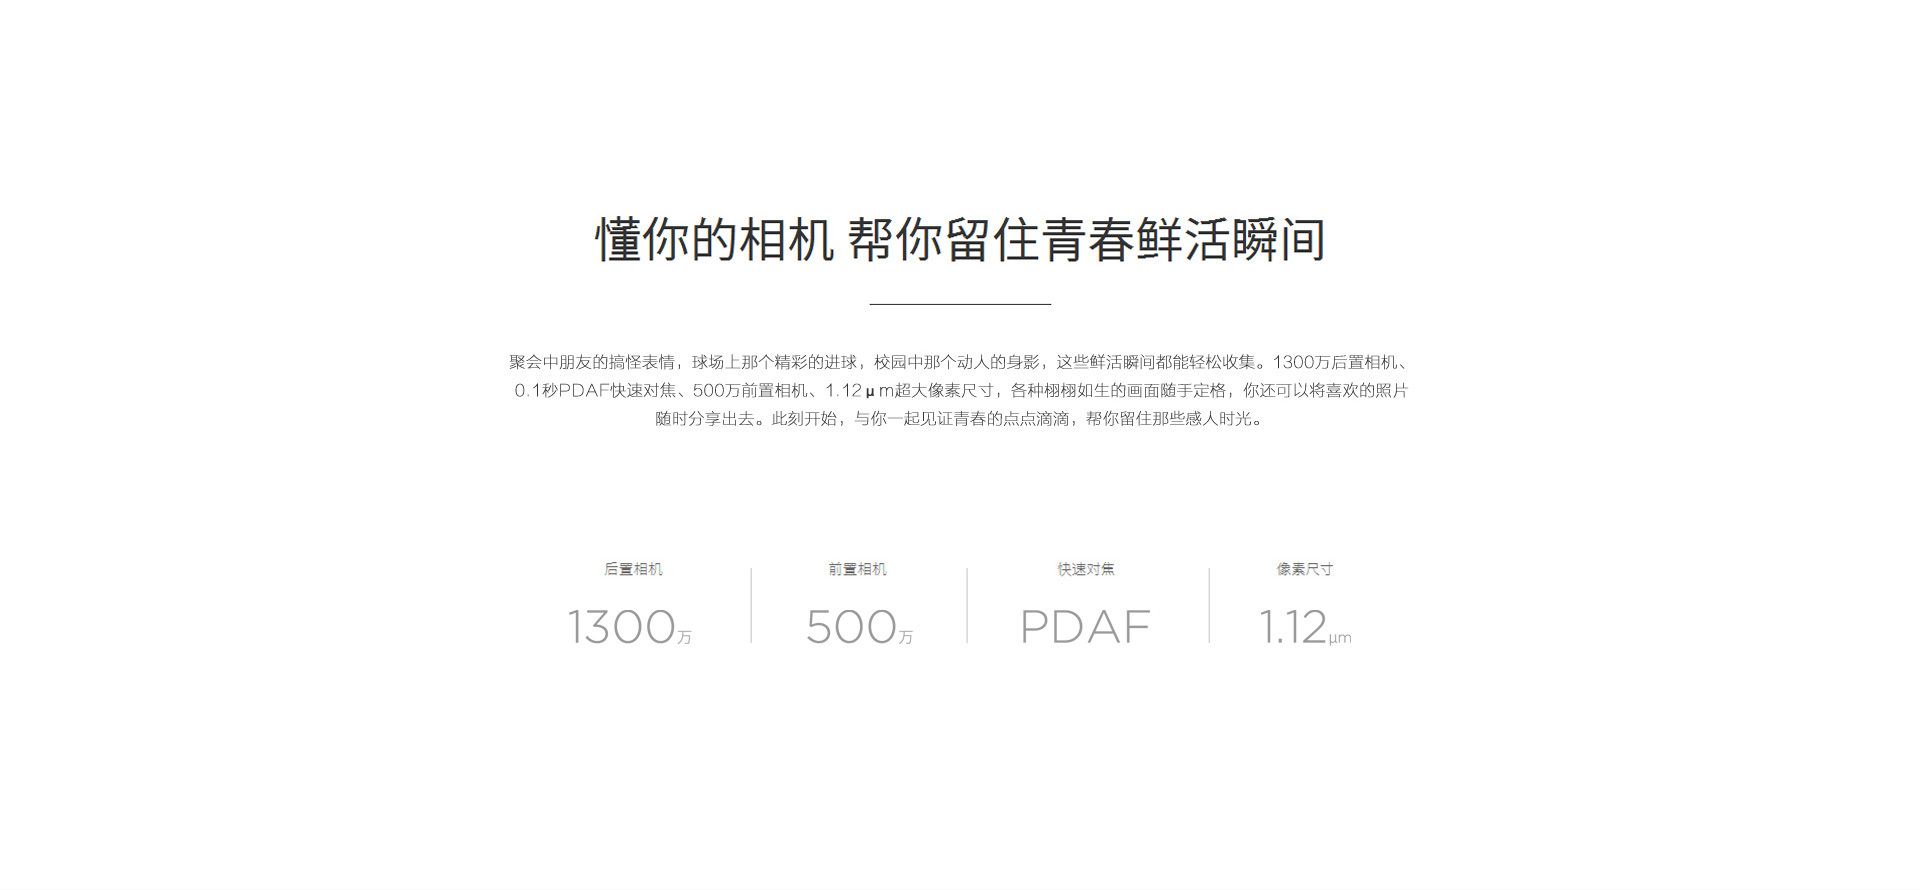 懂你的相机 帮你留住青春鲜活瞬间
聚会中朋友的搞怪表情，球场上那个精彩的进球，校园中那个动人的身影，这些鲜活瞬间都能轻松收集。1300万后置相机、
0.1秒PDAF快速对焦、500万前置相机、1.12μm超大像素尺寸，各种栩栩如生的画面随手定格，你还可以将喜欢的照片
随时分享出去。此刻开始，与你一起见证青春的点点滴滴，帮你留住那些感人时光。
后置相机 前置相机 快速对焦 像素尺寸
1300万 500万 PDAF 1.12μm